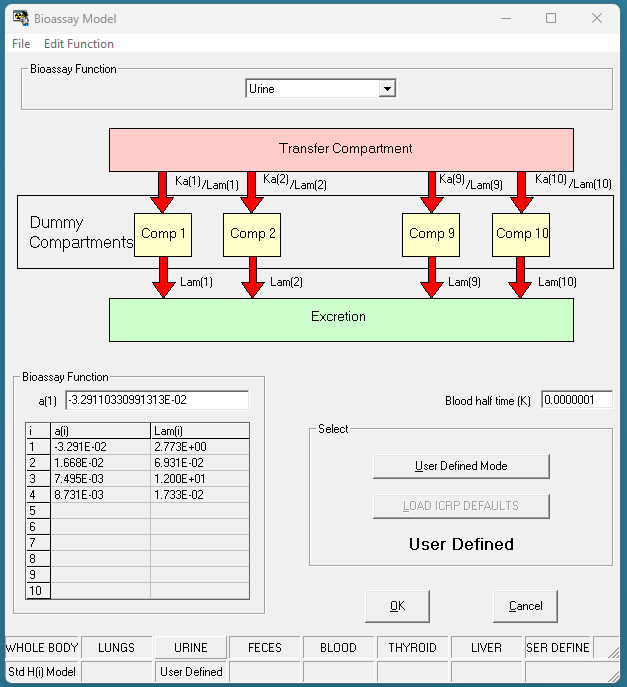 Bioassay Model
File Edit Function
Bioassay Function
Urine
Transfer Compartment
Ka(1)/Lam(1) Ka(2)/Lam(2) Ka(9)/Lam(9) Ka(10)/Lam(10)
Dummy
Compartments
Comp 1 Comp 2 Comp 9 Comp 10
Lam(1) Lam(2) Lam(9) Lam(10)
Excretion
Bioassay Function
a(1) -3.29110330991313E-02
Blood half time (K) 0.0000001
i a(i) Lam(i)
1 -3.291E-02 2.773E+00
2 1.668E-02 6.931E-02
3 7.495E-03 1.200E+01
4 8.731E-03 1.733E-02
5
6
7
8
9
10
Select
User Defined Mode
LOAD ICRP DEFAULTS
User Defined
OK Cancel
WHOLE BODY LUNGS URINE FECES BLOOD THYROID LIVER SER DEFINE
Std H(i) Model User Defined